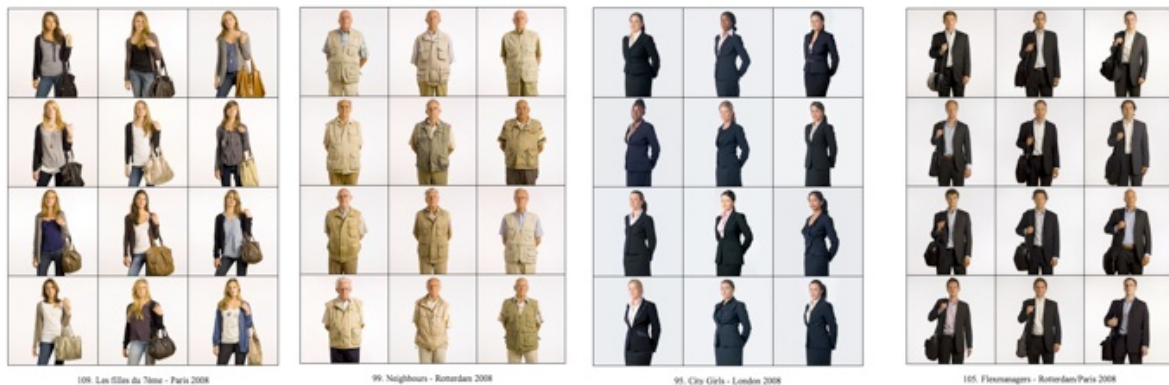 109. Les filles du 7ème - Paris 2008
99. Neighbours - Rotterdam 2008
95. City Girls - London 2008
105. Flexmanagers - Rotterdam/Paris 2008